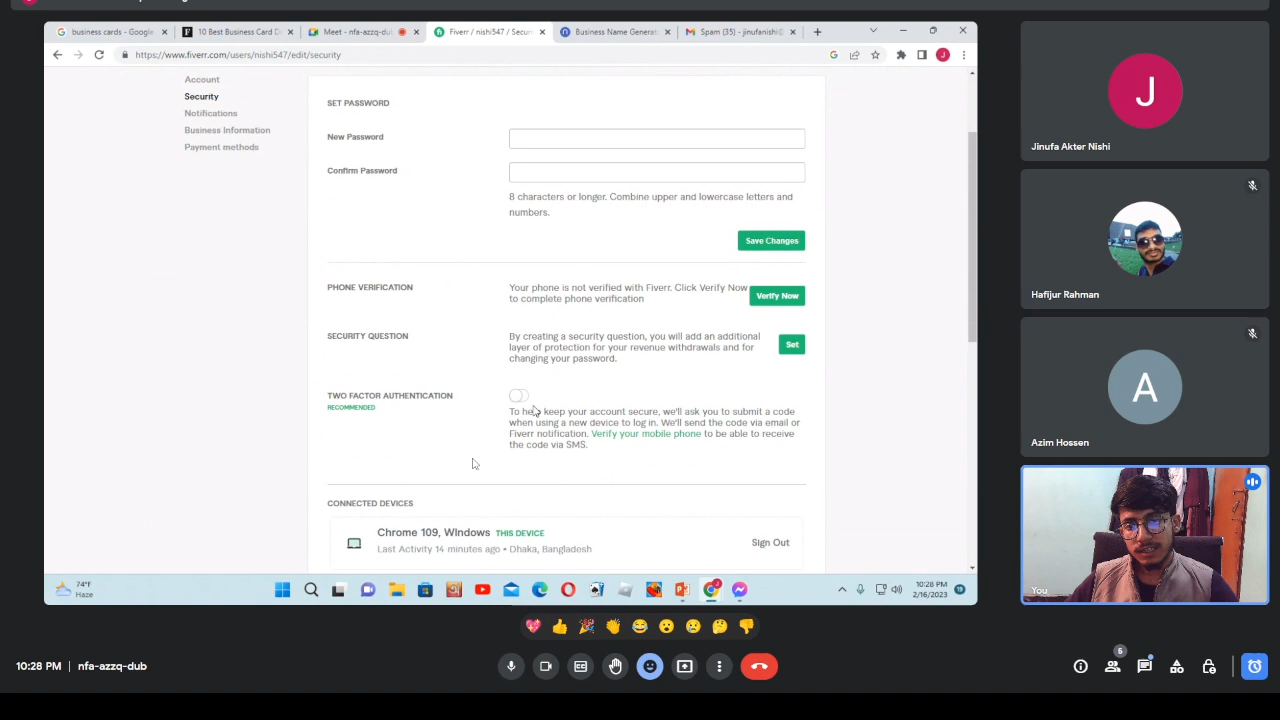 business cards - Google
10 Best Business Card D
Meet - nfa-azzq-dub
Fiverr / nishi547 / Secur
Business Name Generat
Spam (35) - jinufanishi@
https://www.fiverr.com/users/nishi547/edit/security
J
Account
Security
Notifications
Business Information
Payment methods
SET PASSWORD
New Password
Confirm Password
8 characters or longer. Combine upper and lowercase letters and
numbers.
Save Changes
PHONE VERIFICATION
Your phone is not verified with Fiverr. Click Verify Now
to complete phone verification
Verify Now
SECURITY QUESTION
By creating a security question, you will add an additional
layer of protection for your revenue withdrawals and for
changing your password.
Set
TWO FACTOR AUTHENTICATION
RECOMMENDED
To help keep your account secure, we'll ask you to submit a code
when using a new device to log in. We'll send the code via email or
Fiverr notification. Verify your mobile phone to be able to receive
the code via SMS.
CONNECTED DEVICES
Chrome 109, Windows THIS DEVICE
Last Activity 14 minutes ago • Dhaka, Bangladesh
Sign Out
74°F
Haze
10:28 PM
2/16/2023
19
J
Jinufa Akter Nishi
Hafijur Rahman
A
Azim Hossen
You
10:28 PM | nfa-azzq-dub
6